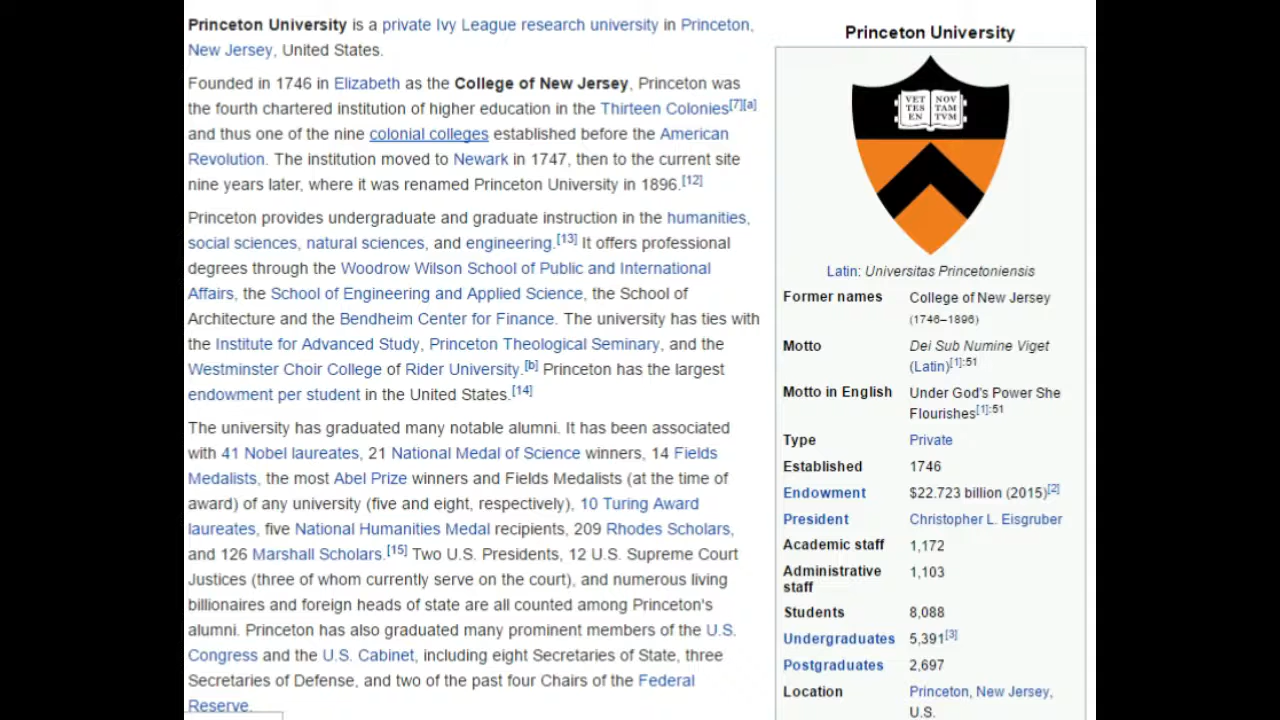 Princeton University is a private Ivy League research university in Princeton,
New Jersey, United States.
Founded in 1746 in Elizabeth as the College of New Jersey, Princeton was
the fourth chartered institution of higher education in the Thirteen Colonies[7][a]
and thus one of the nine colonial colleges established before the American
Revolution. The institution moved to Newark in 1747, then to the current site
nine years later, where it was renamed Princeton University in 1896.[12]
Princeton provides undergraduate and graduate instruction in the humanities,
social sciences, natural sciences, and engineering.[13] It offers professional
degrees through the Woodrow Wilson School of Public and International
Affairs, the School of Engineering and Applied Science, the School of
Architecture and the Bendheim Center for Finance. The university has ties with
the Institute for Advanced Study, Princeton Theological Seminary, and the
Westminster Choir College of Rider University.[b] Princeton has the largest
endowment per student in the United States.[14]
The university has graduated many notable alumni. It has been associated
with 41 Nobel laureates, 21 National Medal of Science winners, 14 Fields
Medalists, the most Abel Prize winners and Fields Medalists (at the time of
award) of any university (five and eight, respectively), 10 Turing Award
laureates, five National Humanities Medal recipients, 209 Rhodes Scholars,
and 126 Marshall Scholars.[15] Two U.S. Presidents, 12 U.S. Supreme Court
Justices (three of whom currently serve on the court), and numerous living
billionaires and foreign heads of state are all counted among Princeton's
alumni. Princeton has also graduated many prominent members of the U.S.
Congress and the U.S. Cabinet, including eight Secretaries of State, three
Secretaries of Defense, and two of the past four Chairs of the Federal
Reserve.
Princeton University
VET NOV
TES TAM
EN TVM
Latin: Universitas Princetoniensis
Former names College of New Jersey
(1746–1896)
Motto Dei Sub Numine Viget
(Latin)[1]:51
Motto in English Under God's Power She
Flourishes[1]:51
Type Private
Established 1746
Endowment $22.723 billion (2015)[2]
President Christopher L. Eisgruber
Academic staff 1,172
Administrative 1,103
staff
Students 8,088
Undergraduates 5,391[3]
Postgraduates 2,697
Location Princeton, New Jersey,
U.S.